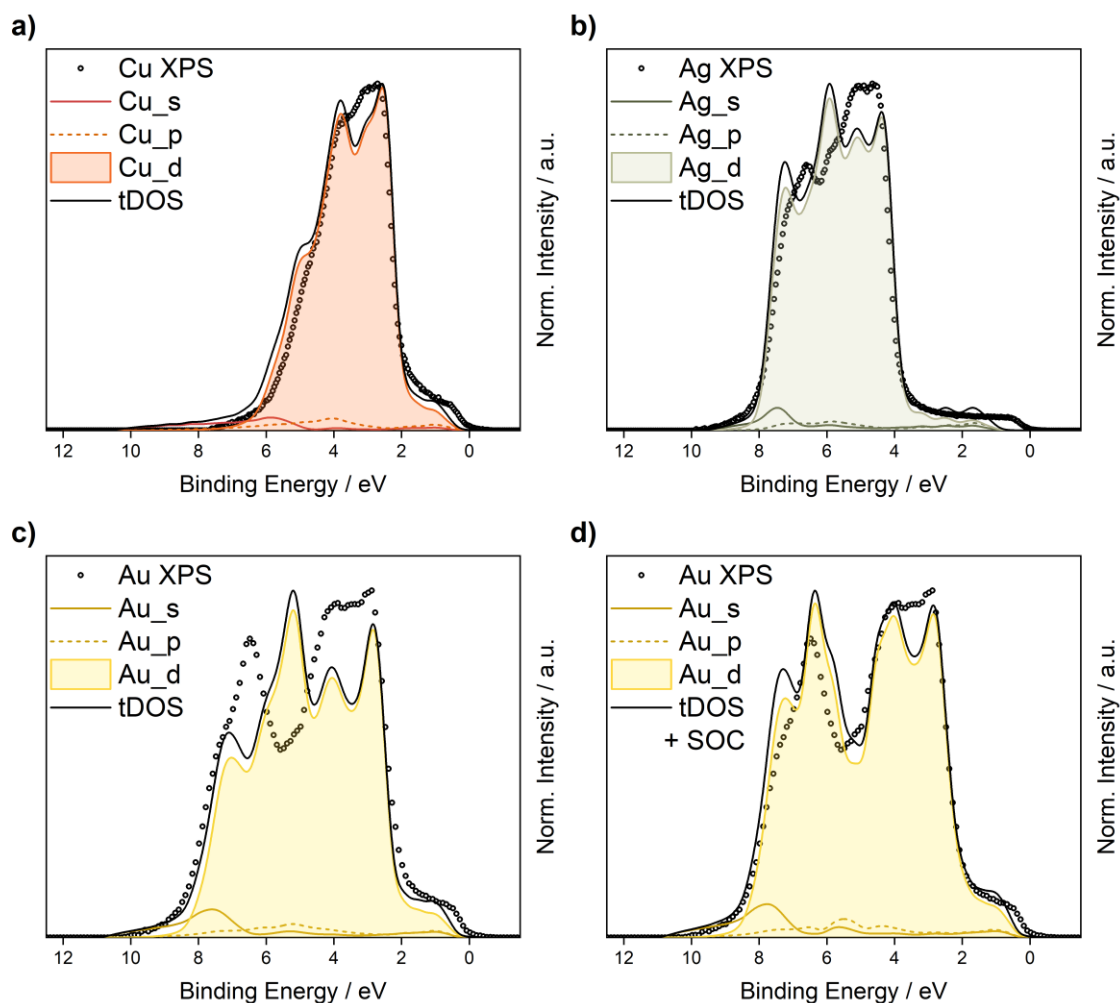 a)
Cu XPS
Cu_s
Cu_p
Cu_d
tDOS
Norm. Intensity / a.u.
12 10 8 6 4 2 0
Binding Energy / eV
b)
Ag XPS
Ag_s
Ag_p
Ag_d
tDOS
Norm. Intensity / a.u.
12 10 8 6 4 2 0
Binding Energy / eV
c)
Au XPS
Au_s
Au_p
Au_d
tDOS
Norm. Intensity / a.u.
12 10 8 6 4 2 0
Binding Energy / eV
d)
Au XPS
Au_s
Au_p
Au_d
tDOS
+ SOC
Norm. Intensity / a.u.
12 10 8 6 4 2 0
Binding Energy / eV